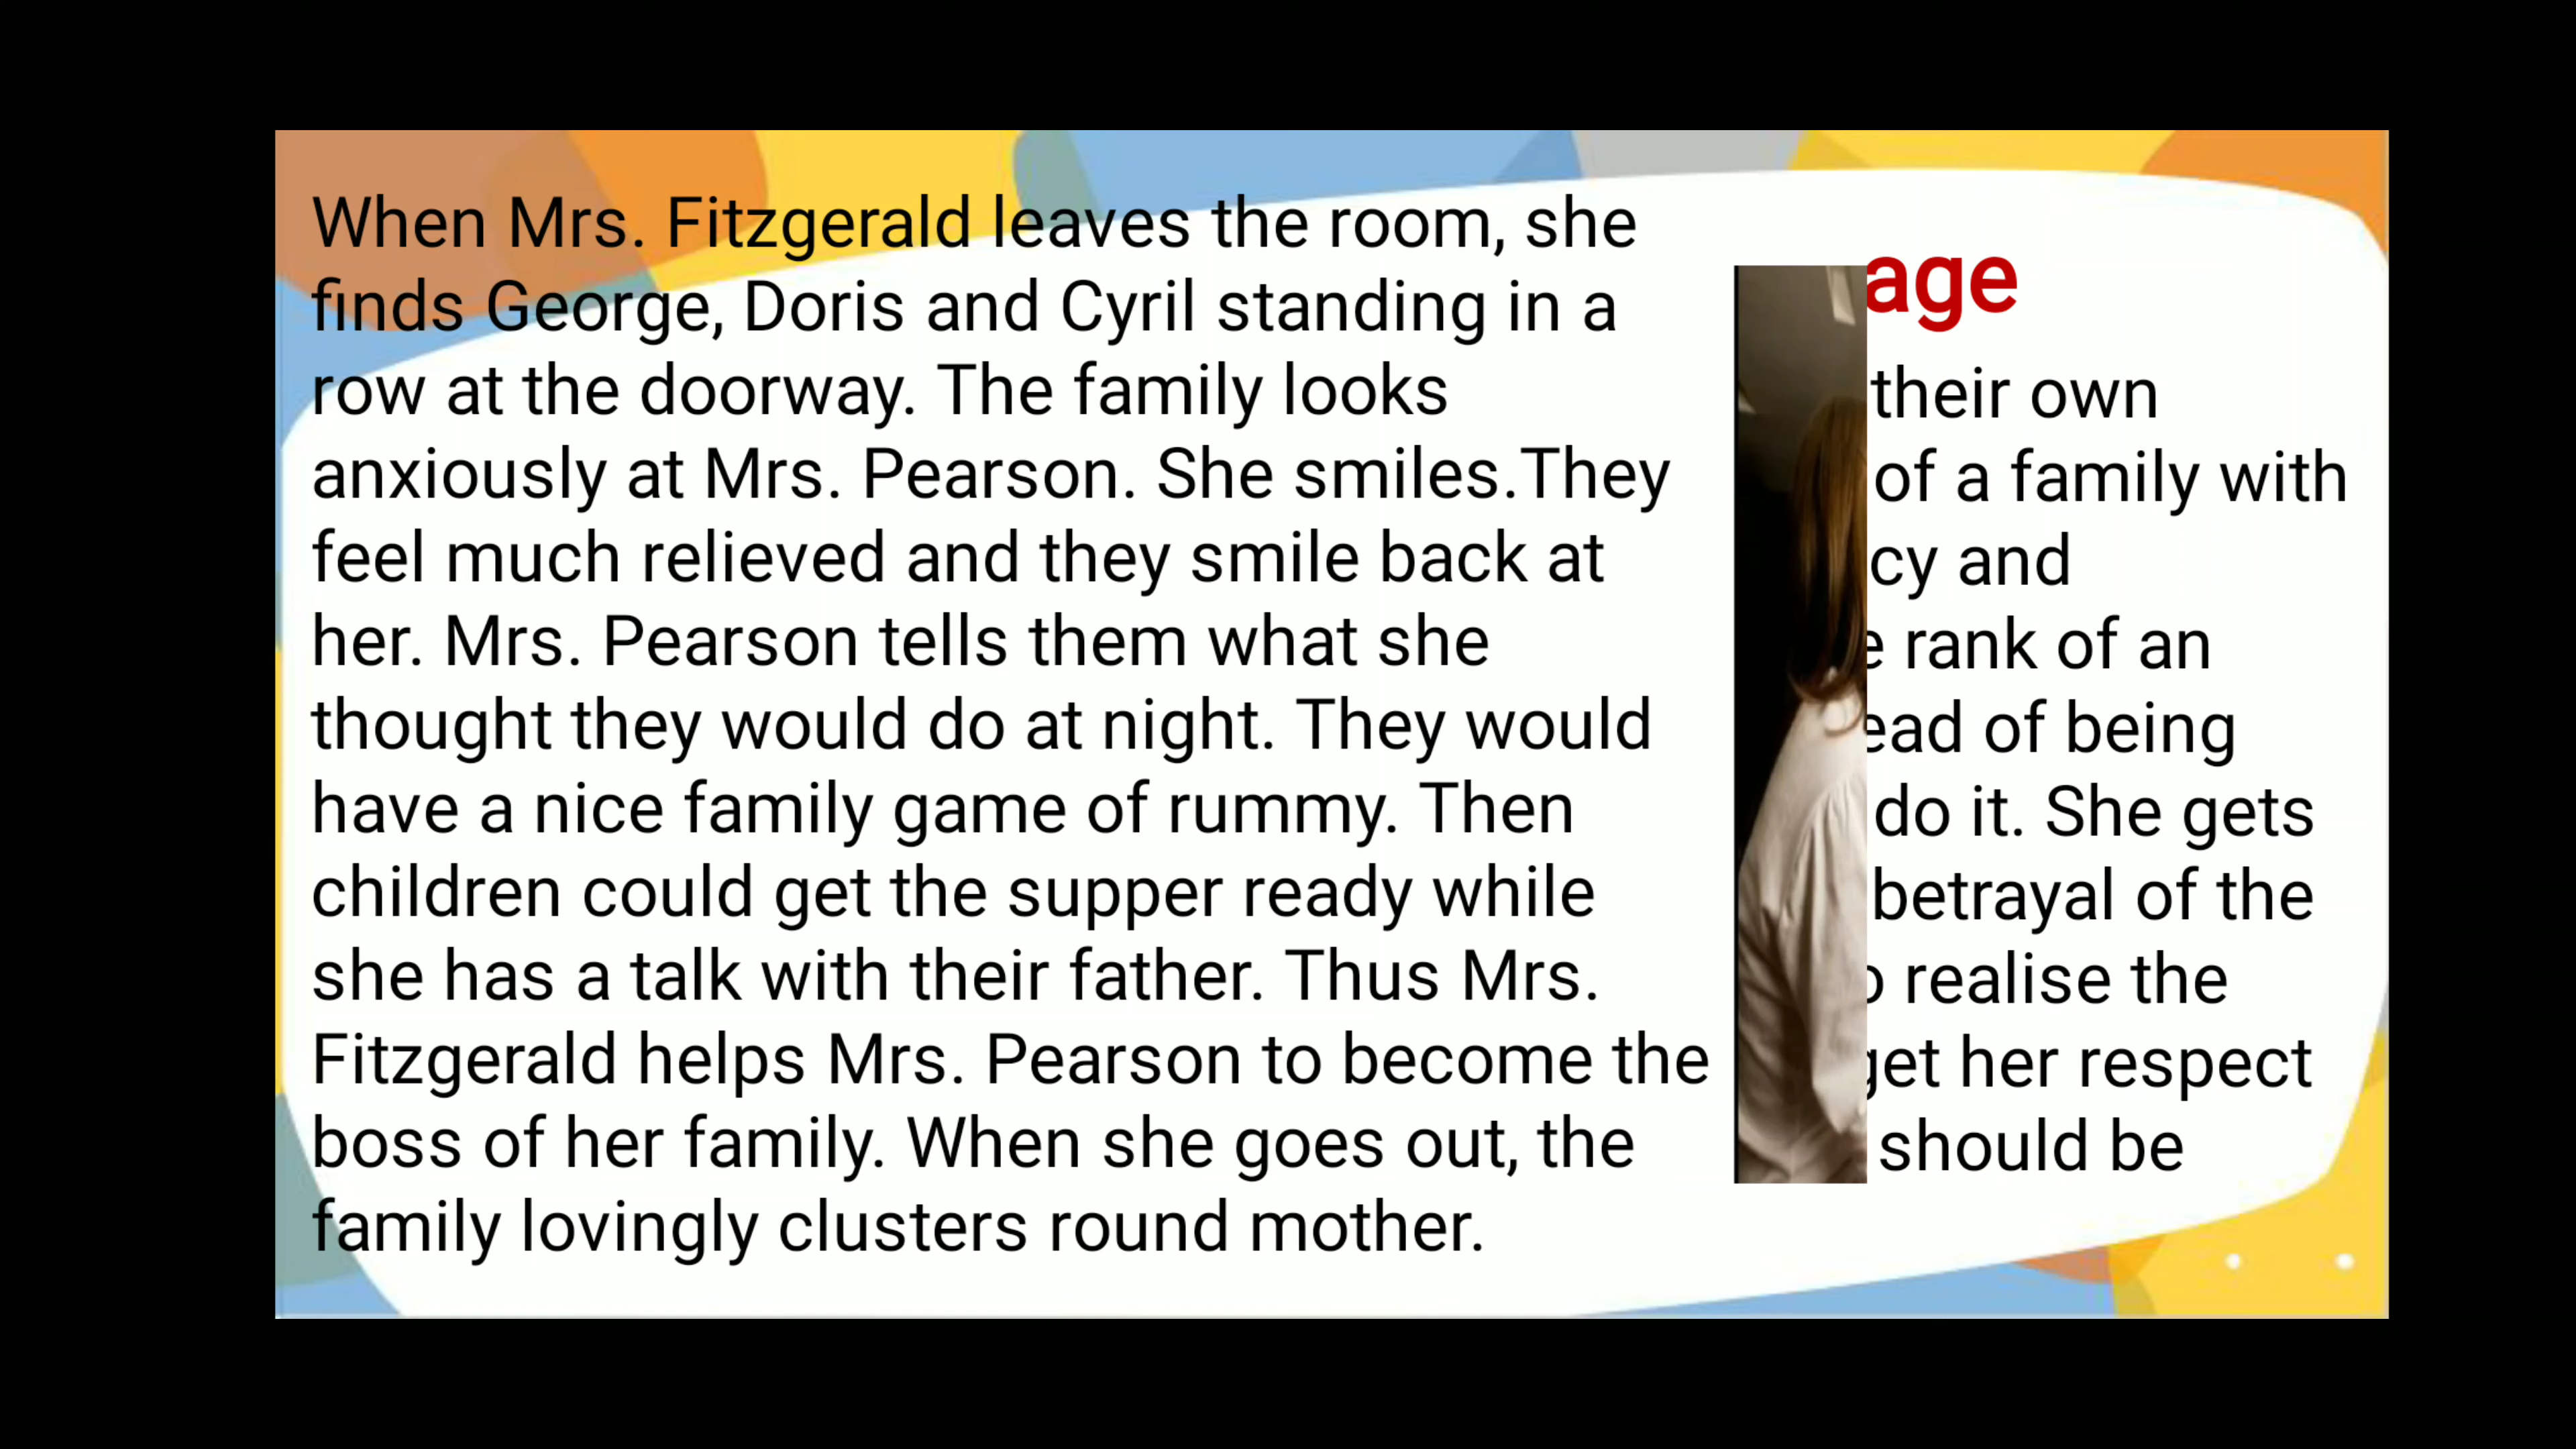 When Mrs. Fitzgerald leaves the room, she
finds George, Doris and Cyril standing in a
row at the doorway. The family looks
anxiously at Mrs. Pearson. She smiles.They
feel much relieved and they smile back at
her. Mrs. Pearson tells them what she
thought they would do at night. They would
have a nice family game of rummy. Then
children could get the supper ready while
she has a talk with their father. Thus Mrs.
Fitzgerald helps Mrs. Pearson to become the
boss of her family. When she goes out, the
family lovingly clusters round mother.
age
their own
of a family with
cy and
rank of an
ead of being
do it. She gets
betrayal of the
realise the
get her respect
should be